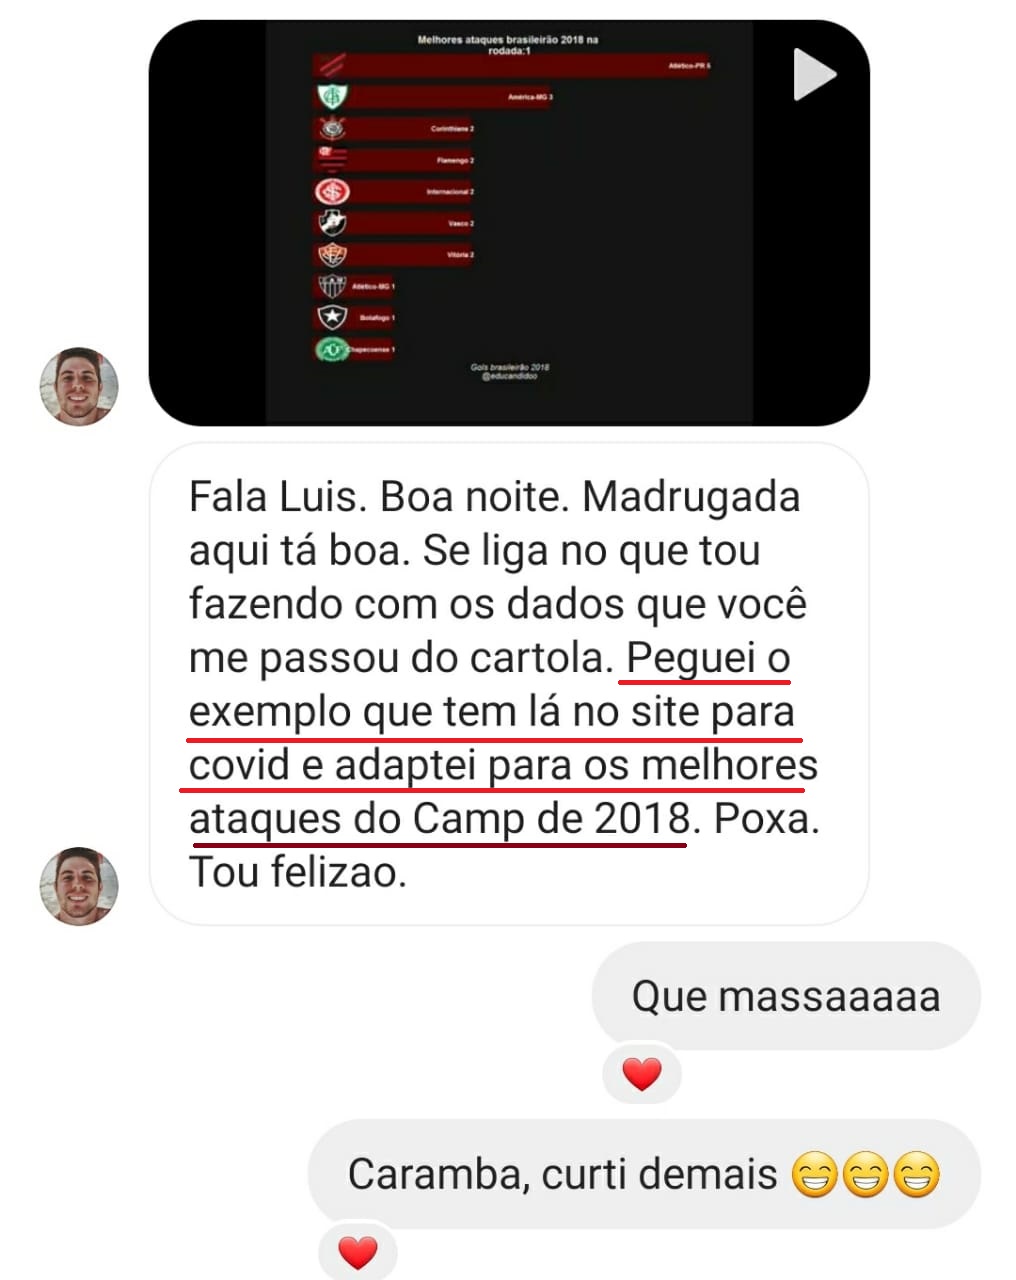 Melhores ataques brasileirão 2018 na
rodada:1
Atlético-PR 5
América-MG 3
Corinthians 2
Flamengo 2
Internacional 2
Vasco 2
Vitória 2
Atlético-MG 1
Botafogo 1
Chapecoense 1
Gols brasileirão 2018
@educandidoo
Fala Luis. Boa noite. Madrugada
aqui tá boa. Se liga no que tou
fazendo com os dados que você
me passou do cartola. Peguei o
exemplo que tem lá no site para
covid e adaptei para os melhores
ataques do Camp de 2018. Poxa.
Tou felizao.
Que massaaaaa
Caramba, curti demais 😁😁😁